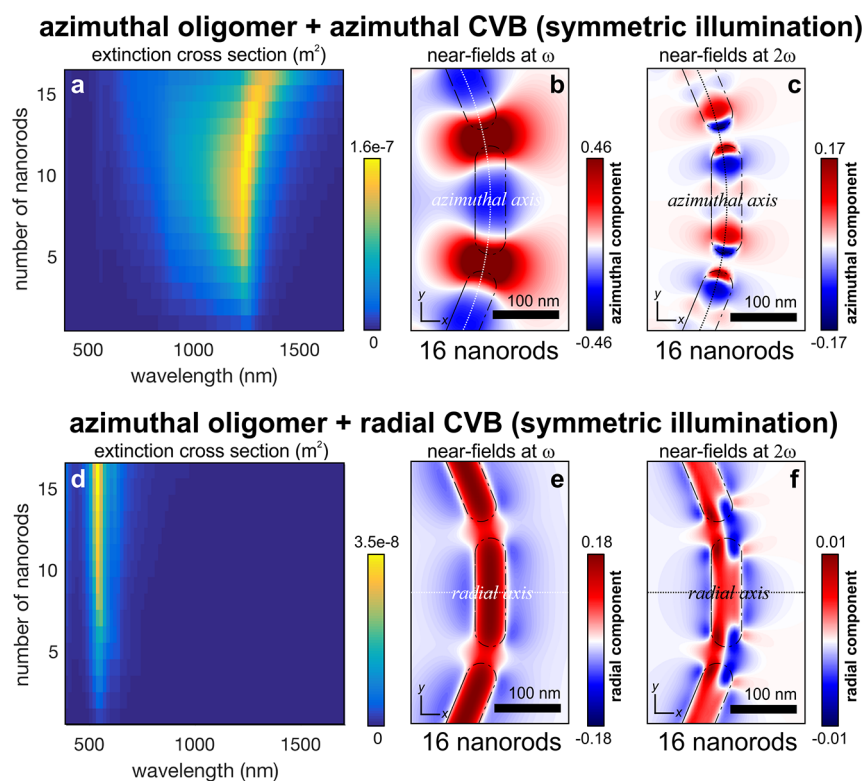 azimuthal oligomer + azimuthal CVB (symmetric illumination)
extinction cross section (m²)
near-fields at ω
near-fields at 2ω
a
b
c
15
10
5
number of nanorods
500
1000
1500
wavelength (nm)
1.6e-7
0
azimuthal axis
y
x
100 nm
16 nanorods
0.46
azimuthal component
-0.46
azimuthal axis
y
x
100 nm
16 nanorods
0.17
azimuthal component
-0.17
azimuthal oligomer + radial CVB (symmetric illumination)
extinction cross section (m²)
near-fields at ω
near-fields at 2ω
d
e
f
15
10
5
number of nanorods
500
1000
1500
wavelength (nm)
3.5e-8
0
radial axis
y
x
100 nm
16 nanorods
0.18
radial component
-0.18
radial axis
y
x
100 nm
16 nanorods
0.01
radial component
-0.01